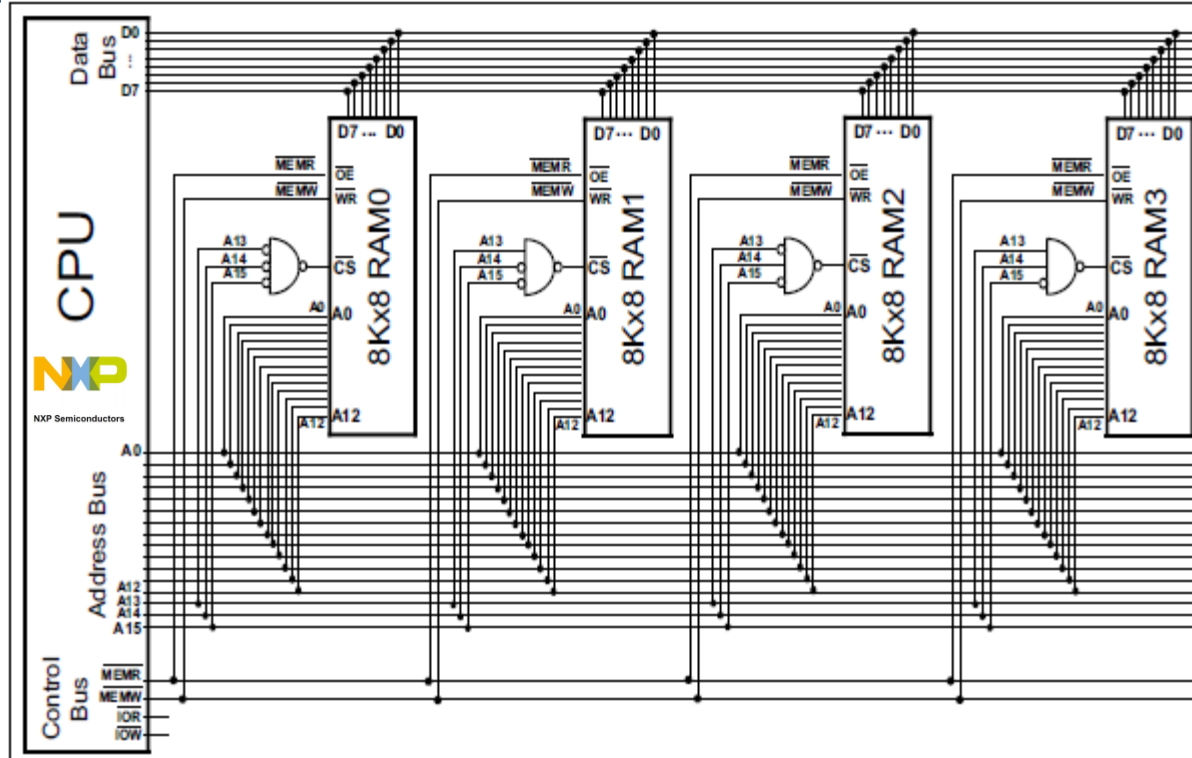 CPU
Data
Bus
D0
...
D7
NXP
NXP Semiconductors
Address Bus
A0
A12
A13
A14
A15
Control
Bus
MEMR
MEMW
IOR
IOW
D7 ... D0
MEMR
OE
MEMW
WR
A13
A14
A15
CS
A0
A0
A12
A12
8Kx8 RAM0
D7 ... D0
MEMR
OE
MEMW
WR
A13
A14
A15
CS
A0
A0
A12
A12
8Kx8 RAM1
D7 ... D0
MEMR
OE
MEMW
WR
A13
A14
A15
CS
A0
A0
A12
A12
8Kx8 RAM2
D7 ... D0
MEMR
OE
MEMW
WR
A13
A14
A15
CS
A0
A0
A12
A12
8Kx8 RAM3